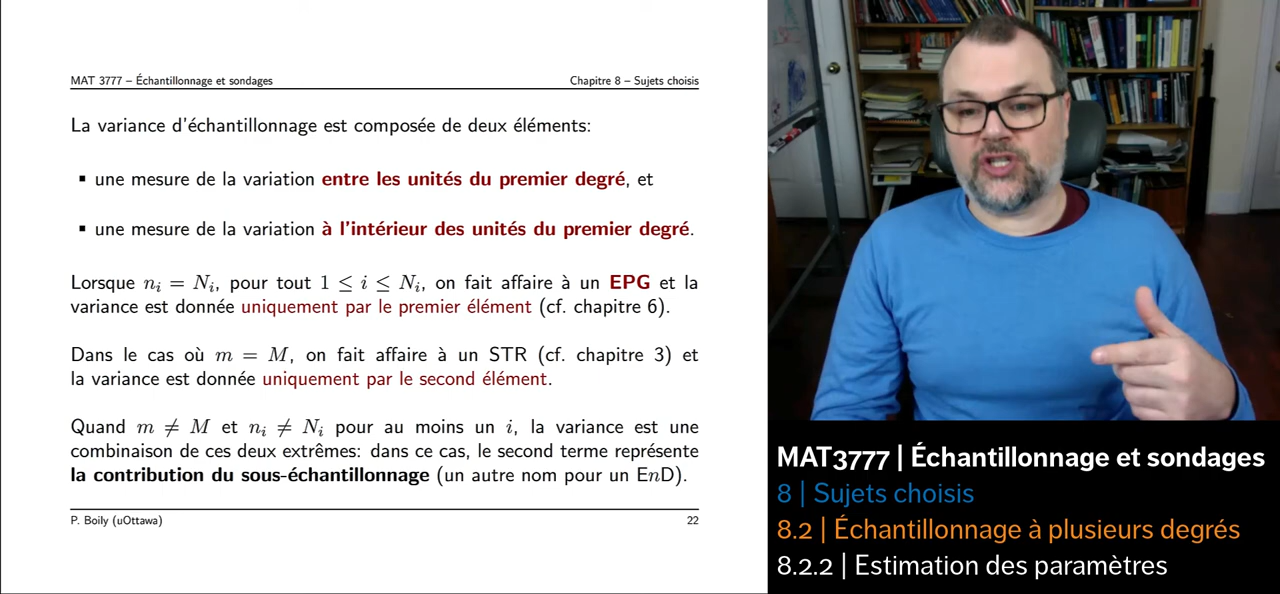 MAT 3777 – Échantillonnage et sondages
Chapitre 8 – Sujets choisis
La variance d'échantillonnage est composée de deux éléments:
▪ une mesure de la variation entre les unités du premier degré, et
▪ une mesure de la variation à l'intérieur des unités du premier degré.
Lorsque nᵢ = Nᵢ, pour tout 1 ≤ i ≤ Nᵢ, on fait affaire à un EPG et la
variance est donnée uniquement par le premier élément (cf. chapitre 6).
Dans le cas où m = M, on fait affaire à un STR (cf. chapitre 3) et
la variance est donnée uniquement par le second élément.
Quand m ≠ M et nᵢ ≠ Nᵢ pour au moins un i, la variance est une
combinaison de ces deux extrêmes: dans ce cas, le second terme représente
la contribution du sous-échantillonnage (un autre nom pour un EnD).
P. Boily (uOttawa)
22
MAT3777 | Échantillonnage et sondages
8 | Sujets choisis
8.2 | Échantillonnage à plusieurs degrés
8.2.2 | Estimation des paramètres